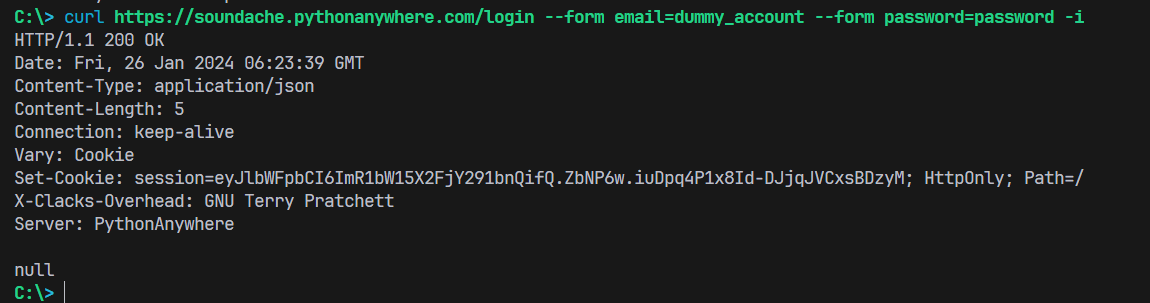 C:\> curl https://soundache.pythonanywhere.com/login --form email=dummy_account --form password=password -i
HTTP/1.1 200 OK
Date: Fri, 26 Jan 2024 06:23:39 GMT
Content-Type: application/json
Content-Length: 5
Connection: keep-alive
Vary: Cookie
Set-Cookie: session=eyJlbWFpbCI6ImR1bW15X2FjY291bnQifQ.ZbNP6w.iuDpq4P1x8Id-DJjqJVCxsBDzyM; HttpOnly; Path=/
X-Clacks-Overhead: GNU Terry Pratchett
Server: PythonAnywhere
null
C:\>